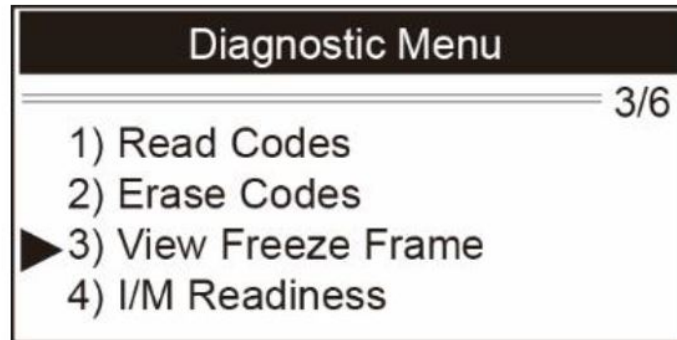 Diagnostic Menu
3/6
1) Read Codes
2) Erase Codes
3) View Freeze Frame
4) I/M Readiness